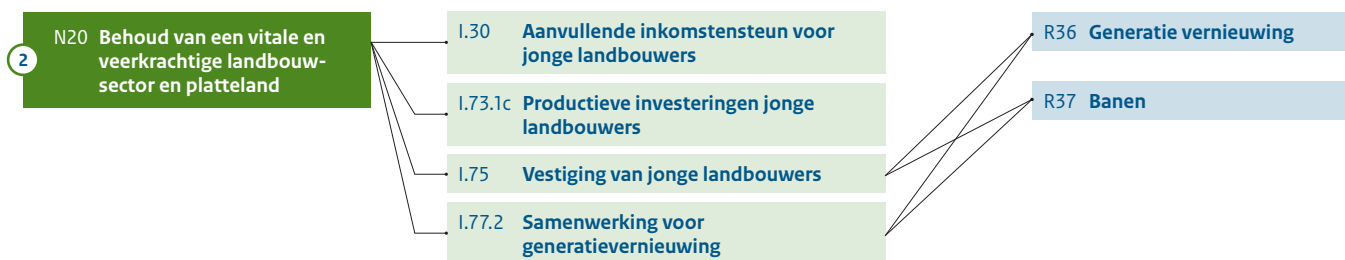 2
N20 Behoud van een vitale en
veerkrachtige landbouw-
sector en platteland
I.30 Aanvullende inkomstensteun voor
jonge landbouwers
I.73.1c Productieve investeringen jonge
landbouwers
I.75 Vestiging van jonge landbouwers
I.77.2 Samenwerking voor
generatievernieuwing
R36 Generatie vernieuwing
R37 Banen